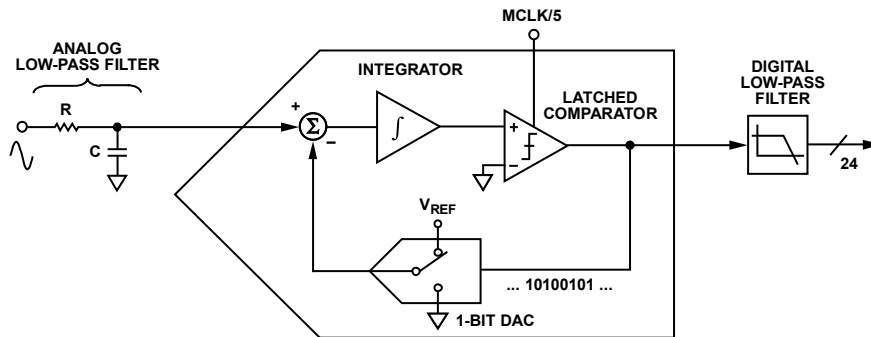 MCLK/5
ANALOG
LOW-PASS FILTER
INTEGRATOR
DIGITAL
LOW-PASS
FILTER
LATCHED
COMPARATOR
R
C
+
Σ
−
∫
+
−
24
VREF
... 10100101 ...
1-BIT DAC